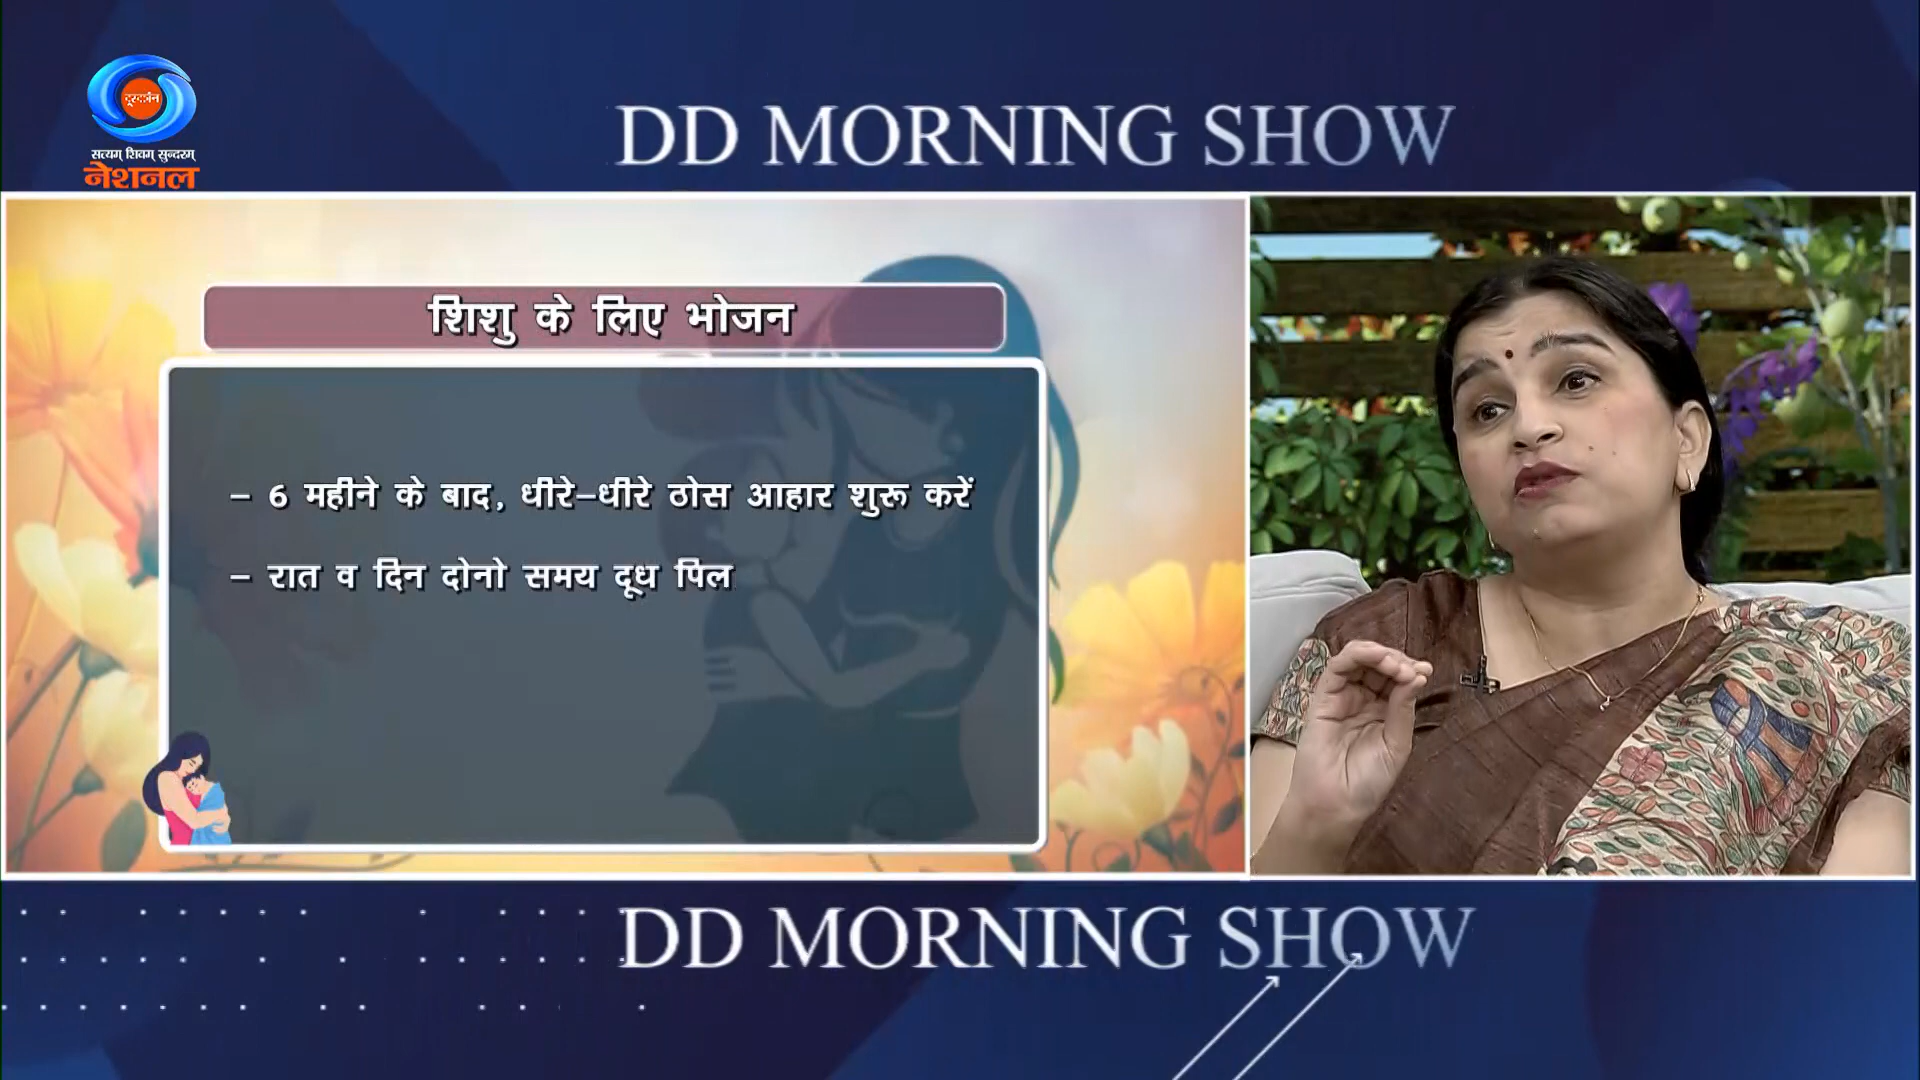 दूरदर्शन
सत्यम् शिवम् सुन्दरम्
नेशनल
DD MORNING SHOW
शिशु के लिए भोजन
– 6 महीने के बाद, धीरे–धीरे ठोस आहार शुरू करें
– रात व दिन दोनो समय दूध पिल
DD MORNING SHOW